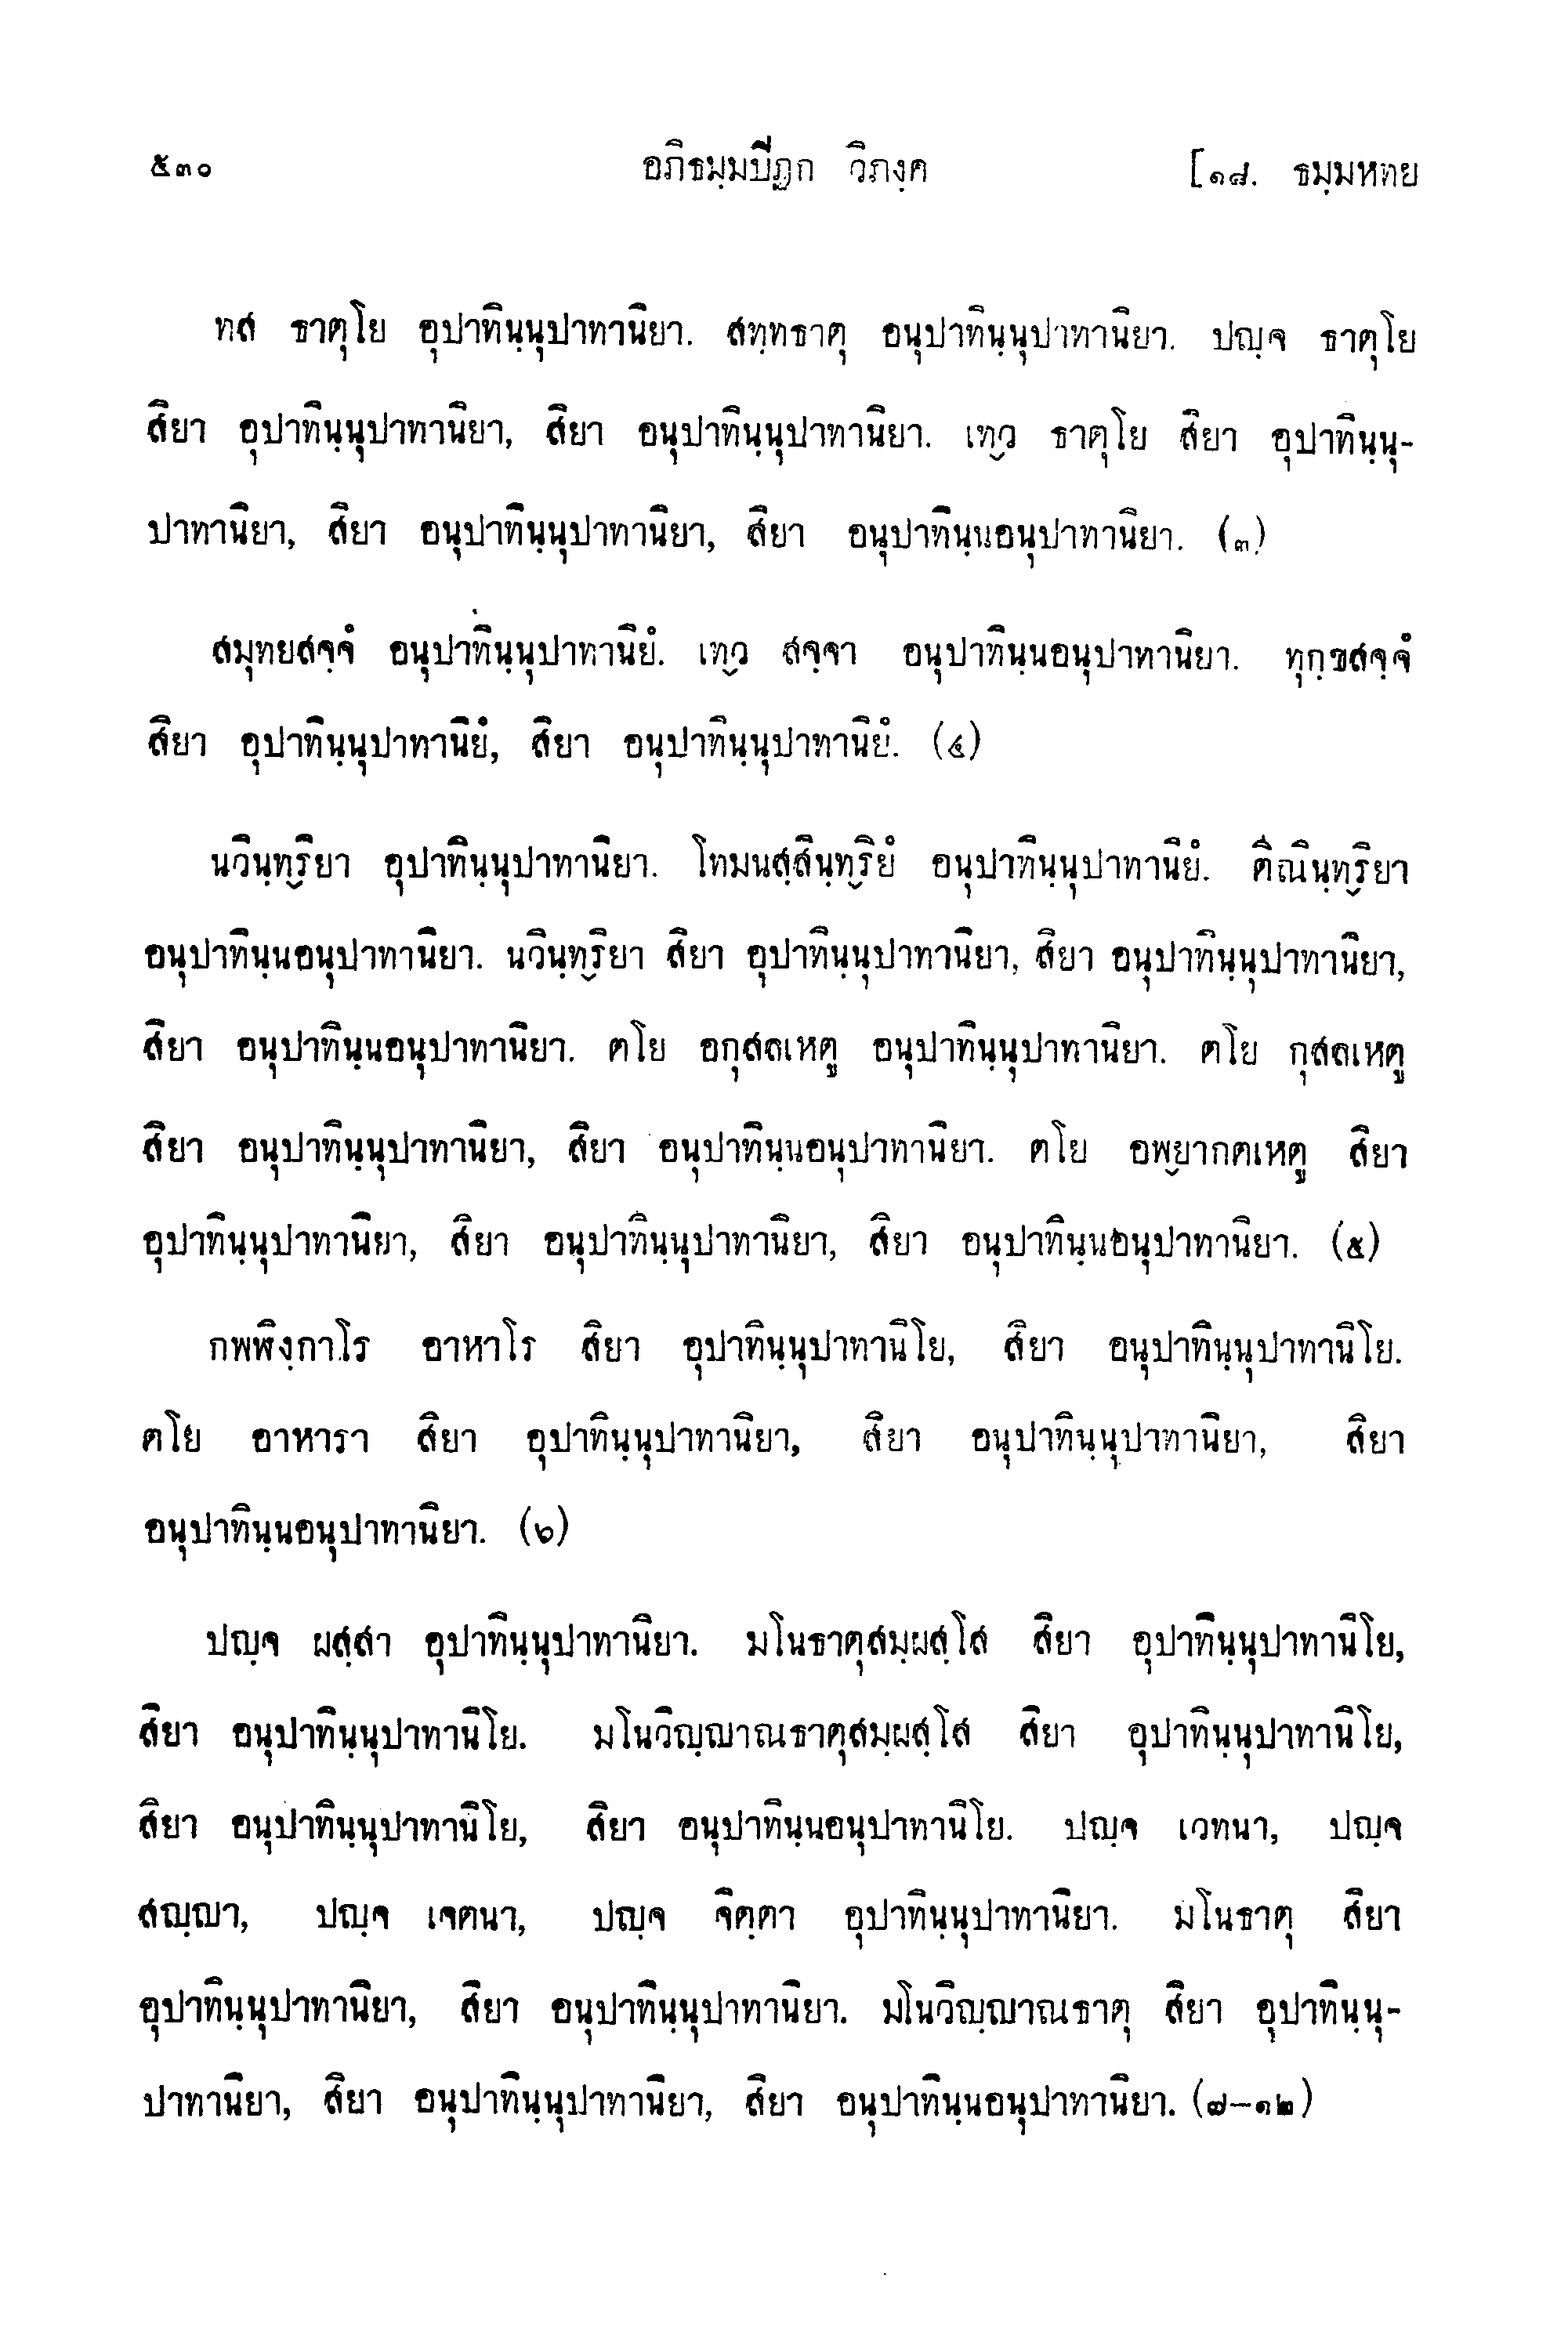 ๕๓๐ อภิธมฺมปีฏก วิภงฺค [๑๘. ธมฺมหทย
ทส ธาตุโย อุปาทินฺนุปาทานิยา. สทฺทธาตุ อนุปาทินฺนุปาทานิยา. ปญฺจ ธาตุโย
สิยา อุปาทินฺนุปาทานิยา, สิยา อนุปาทินฺนุปาทานิยา. เทฺว ธาตุโย สิยา อุปาทินฺนุ-
ปาทานิยา, สิยา อนุปาทินฺนุปาทานิยา, สิยา อนุปาทินฺนอนุปาทานิยา. (๓)
สมุทยสจฺจํ อนุปาทินฺนุปาทานิยํ. เทฺว สจฺจา อนุปาทินฺนอนุปาทานิยา. ทุกฺขสจฺจํ
สิยา อุปาทินฺนุปาทานิยํ, สิยา อนุปาทินฺนุปาทานิยํ. (๔)
นวินฺทฺริยา อุปาทินฺนุปาทานิยา. โทมนสฺสินฺทฺริยํ อนุปาทินฺนุปาทานิยํ. ตีณินฺทฺริยา
อนุปาทินฺนอนุปาทานิยา. นวินฺทฺริยา สิยา อุปาทินฺนุปาทานิยา, สิยา อนุปาทินฺนุปาทานิยา,
สิยา อนุปาทินฺนอนุปาทานิยา. ตโย อกุสลเหตู อนุปาทินฺนุปาทานิยา. ตโย กุสลเหตู
สิยา อนุปาทินฺนุปาทานิยา, สิยา อนุปาทินฺนอนุปาทานิยา. ตโย อพฺยากตเหตู สิยา
อุปาทินฺนุปาทานิยา, สิยา อนุปาทินฺนุปาทานิยา, สิยา อนุปาทินฺนอนุปาทานิยา. (๕)
กพฬิงฺกาโร อาหาโร สิยา อุปาทินฺนุปาทานิโย, สิยา อนุปาทินฺนุปาทานิโย.
ตโย อาหารา สิยา อุปาทินฺนุปาทานิยา, สิยา อนุปาทินฺนุปาทานิยา, สิยา
อนุปาทินฺนอนุปาทานิยา. (๖)
ปญฺจ ผสฺสา อุปาทินฺนุปาทานิยา. มโนธาตุสมฺผสฺโส สิยา อุปาทินฺนุปาทานิโย,
สิยา อนุปาทินฺนุปาทานิโย. มโนวิญฺญาณธาตุสมฺผสฺโส สิยา อุปาทินฺนุปาทานิโย,
สิยา อนุปาทินฺนุปาทานิโย, สิยา อนุปาทินฺนอนุปาทานิโย. ปญฺจ เวทนา, ปญฺจ
สญฺญา, ปญฺจ เจตนา, ปญฺจ จิตฺตา อุปาทินฺนุปาทานิยา. มโนธาตุ สิยา
อุปาทินฺนุปาทานิยา, สิยา อนุปาทินฺนุปาทานิยา. มโนวิญฺญาณธาตุ สิยา อุปาทินฺนุ-
ปาทานิยา, สิยา อนุปาทินฺนุปาทานิยา, สิยา อนุปาทินฺนอนุปาทานิยา. (๗-๑๒)